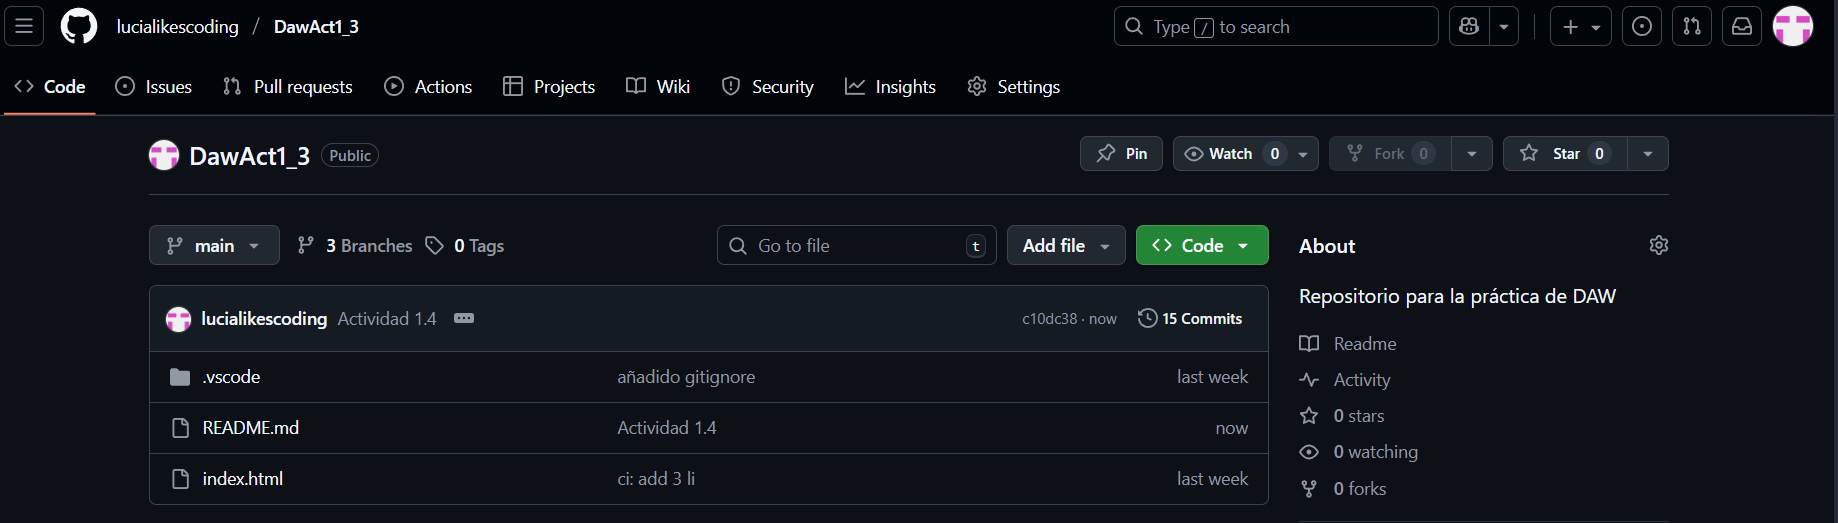 lucialikescoding / DawAct1_3
Type / to search
Code Issues Pull requests Actions Projects Wiki Security Insights Settings
DawAct1_3 Public
Pin Watch 0 Fork 0 Star 0
main 3 Branches 0 Tags
Go to file t Add file Code
lucialikescoding Actividad 1.4 c10dc38 · now 15 Commits
.vscode añadido gitignore last week
README.md Actividad 1.4 now
index.html ci: add 3 li last week
About
Repositorio para la práctica de DAW
Readme
Activity
0 stars
0 watching
0 forks